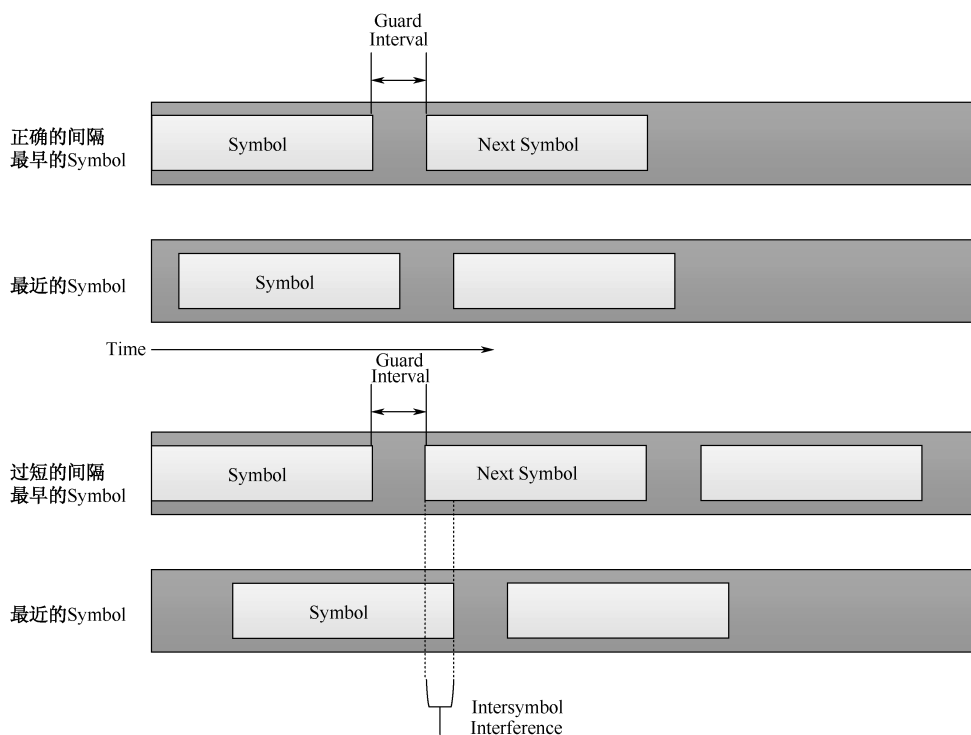 Guard
Interval
正确的间隔
最早的Symbol
Symbol
Next Symbol
最近的Symbol
Symbol
Time
Guard
Interval
过短的间隔
最早的Symbol
Symbol
Next Symbol
最近的Symbol
Symbol
Intersymbol
Interference